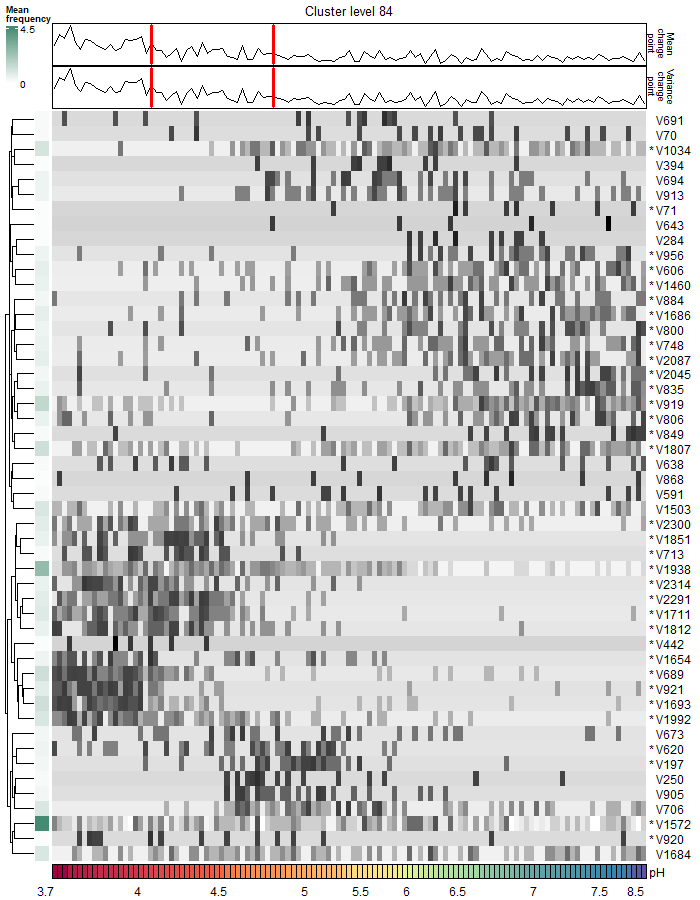 Mean
frequency
Cluster level 84
4.5
0
Mean
change
point
Variance
change
point
V691
V70
*V1034
V394
V694
V913
*V71
V643
V284
*V956
*V606
*V1460
*V884
*V1686
*V800
*V748
*V2087
*V2045
*V835
*V919
*V806
*V849
*V1807
V638
V868
V591
V1503
*V2300
*V1851
*V713
*V1938
*V2314
*V2291
*V1711
*V1812
*V442
*V1654
*V689
*V921
*V1693
*V1992
V673
*V620
*V197
V250
V905
V706
*V1572
*V920
V1684
pH
3.7 4 4.5 5 5.5 6 6.5 7 7.5 8.5